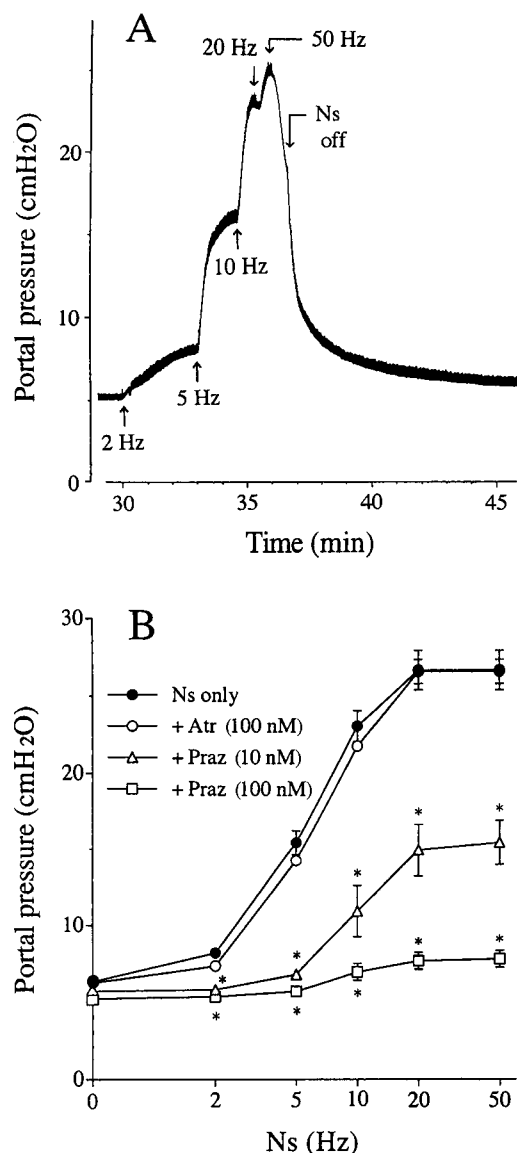 A
20 Hz
50 Hz
Ns
off
10 Hz
5 Hz
2 Hz
Portal pressure (cmH2O)
20
10
0
30
35
40
45
Time (min)
B
Ns only
+ Atr (100 nM)
+ Praz (10 nM)
+ Praz (100 nM)
Portal pressure (cmH2O)
30
20
10
0
* * * *
* * * * *
*
0
2
5
10
20
50
Ns (Hz)